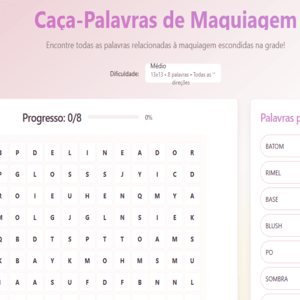 Caça-Palavras de Maquiagem
Encontre todas as palavras relacionadas à maquiagem escondidas na grade!
Dificuldade:
Médio
13x13 • 8 palavras • Todas as
direções
Progresso: 0/8
0%
Palavras p
B P D E L I N E A D O R
P G L O S S S J Y I C D
R O I E U H E N Q M Y A
M O L G J G L N S I E K
Q B D T S P T T O A M S
K B A Y K M O H M S M U
I A A S U F D F B N N L
BATOM
RIMEL
BASE
BLUSH
PO
SOMBRA